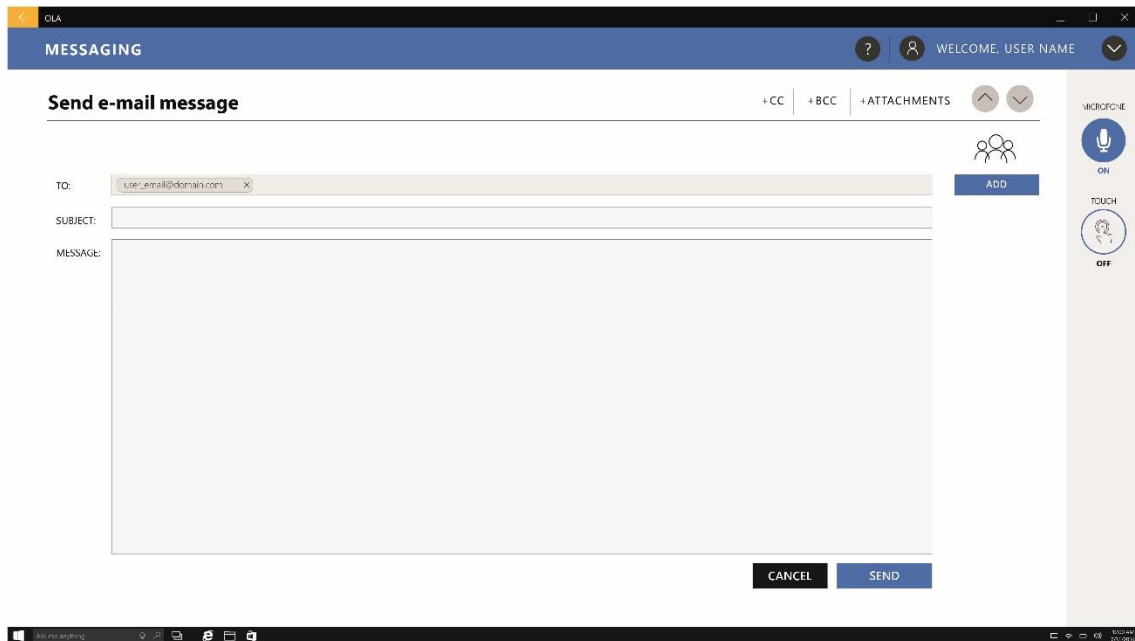 OLA
MESSAGING
? WELCOME, USER NAME
Send e-mail message
+CC +BCC +ATTACHMENTS
MICROFONE
ON
TO: user_email@domain.com X
ADD
TOUCH
OFF
SUBJECT:
MESSAGE:
CANCEL SEND
Ask me anything